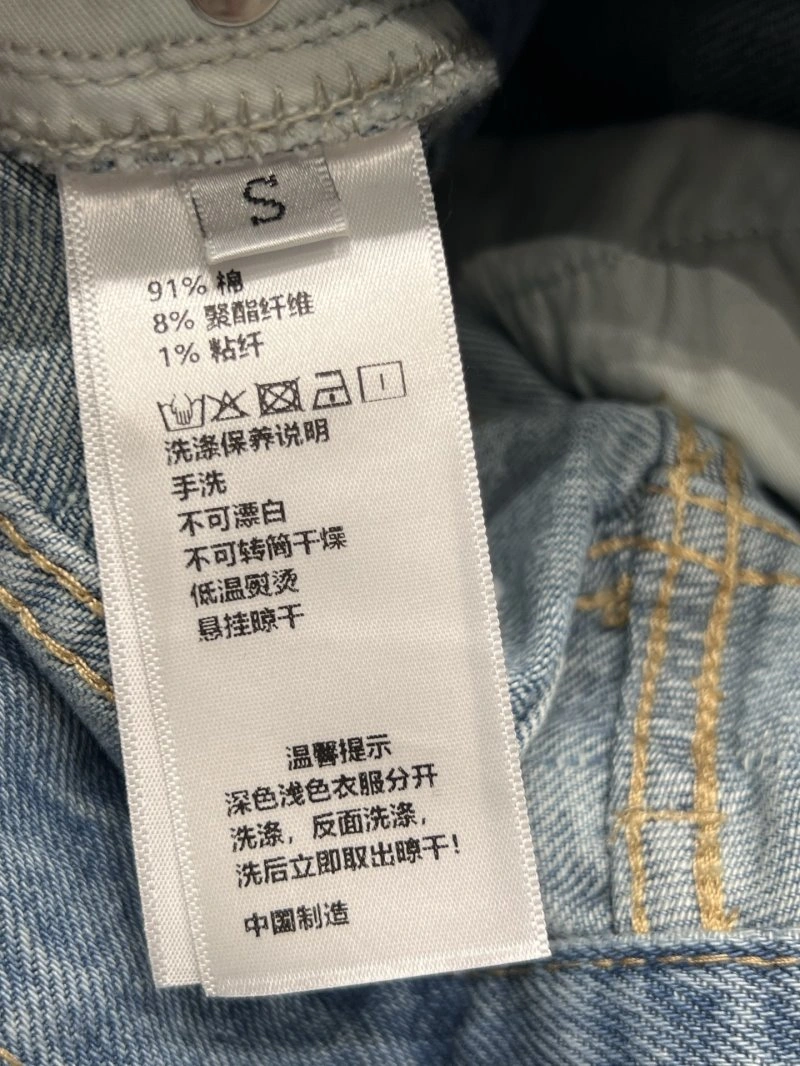 S
91% 棉
8% 聚酯纤维
1% 粘纤
洗涤保养说明
手洗
不可漂白
不可转筒干燥
低温熨烫
悬挂晾干
温馨提示
深色浅色衣服分开
洗涤，反面洗涤，
洗后立即取出晾干！
中国制造